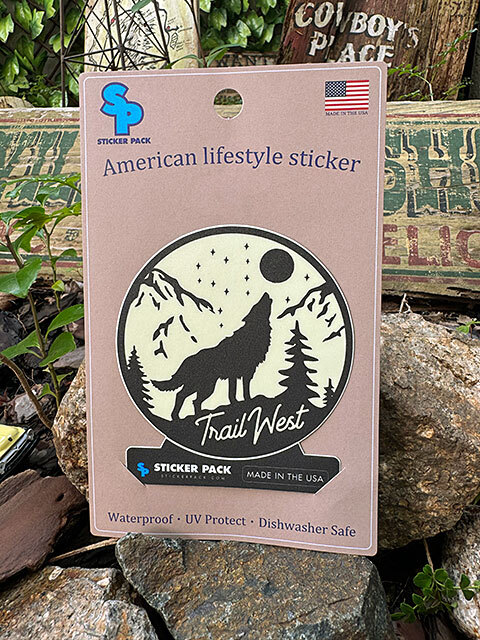 COWBOY'S
PLACE
SP
STICKER PACK
MADE IN THE USA
American lifestyle sticker
Trail West
STICKER PACK
STICKERPACK.COM
MADE IN THE USA
Waterproof · UV Protect · Dishwasher Safe